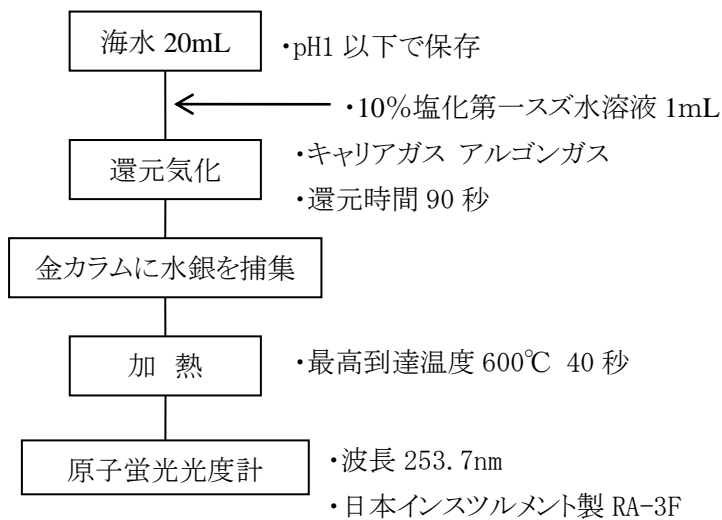 海水 20mL
・pH1 以下で保存
・10%塩化第一スズ水溶液 1mL
還元気化
・キャリアガス アルゴンガス
・還元時間 90 秒
金カラムに水銀を捕集
加 熱
・最高到達温度 600℃ 40 秒
原子蛍光光度計
・波長 253.7nm
・日本インスツルメント製 RA-3F